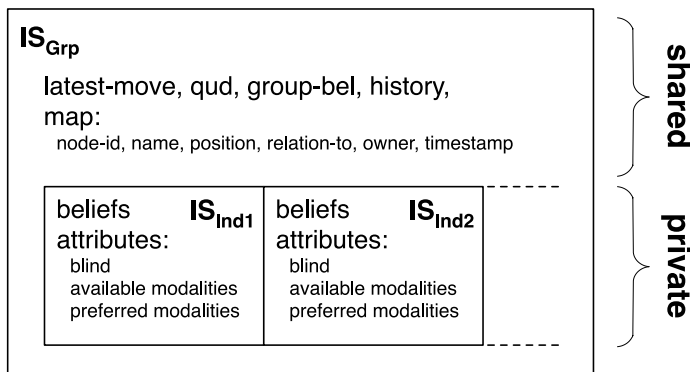 IS_Grp
latest-move, qud, group-bel, history,
map:
node-id, name, position, relation-to, owner, timestamp
shared
beliefs IS_Ind1
attributes:
blind
available modalities
preferred modalities
beliefs IS_Ind2
attributes:
blind
available modalities
preferred modalities
private